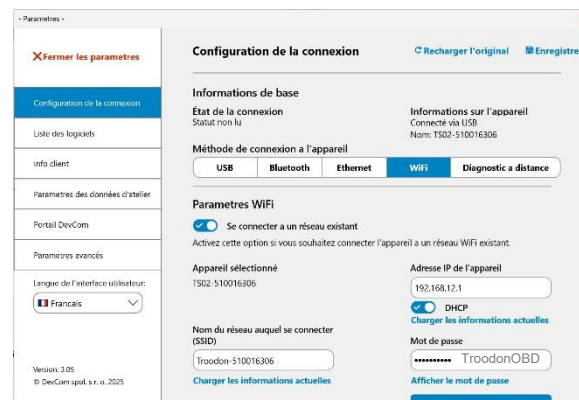 - Parametres -
Fermer les parametres
Configuration de la connexion
Liste des logiciels
Info client
Parametres des données d'atelier
Portail DevCom
Parametres avancés
Langue de l'interface utilisateur:
Francais
Version: 3.05
© DevCom spol. s r. o. 2025
Configuration de la connexion
Recharger l'original
Enregistre
Informations de base
État de la connexion
Statut non lu
Informations sur l'appareil
Connecté via USB
Nom: TS02-510016306
Méthode de connexion a l'appareil
USB Bluetooth Ethernet WiFi Diagnostic a distance
Parametres WiFi
Se connecter a un réseau existant
Activez cette option si vous souhaitez connecter l'appareil a un reseau WiFi existant.
Appareil sélectionné
TS02-510016306
Adresse IP de l'appareil
192.168.12.1
DHCP
Charger les informations actuelles
Nom du réseau auquel se connecter
(SSID)
Troodon-510016306
Charger les informations actuelles
Mot de passe
•••••••••• TroodonOBD
Afficher le mot de passe